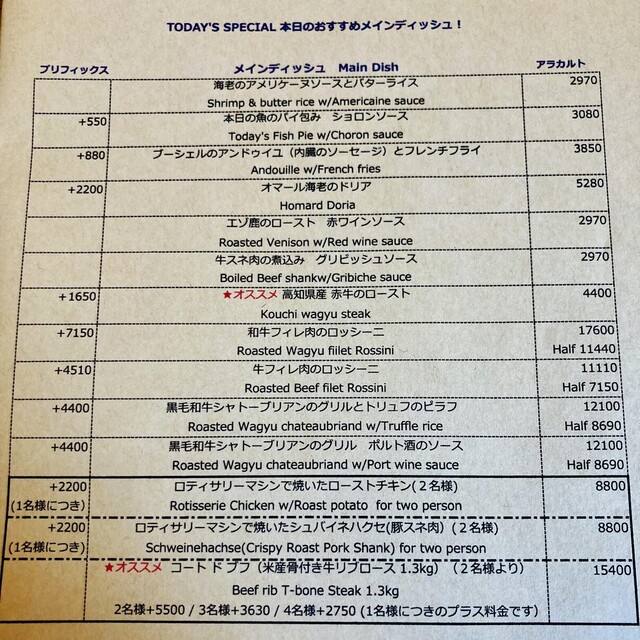 TODAY'S SPECIAL 本日のおすすめメインディッシュ！
プリフィックス メインディッシュ Main Dish アラカルト
海老のアメリケーヌソースとバターライス 2970
Shrimp & butter rice w/Americaine sauce
+550 本日の魚のパイ包み ショロンソース 3080
Today's Fish Pie w/Choron sauce
+880 ブーシェルのアンドゥイユ（内臓のソーセージ）とフレンチフライ 3850
Andouille w/French fries
+2200 オマール海老のドリア 5280
Homard Doria
エゾ鹿のロースト 赤ワインソース 2970
Roasted Venison w/Red wine sauce
牛スネ肉の煮込み グリビッシュソース 2970
Boiled Beef shankw/Gribiche sauce
+1650 ★オススメ 高知県産 赤牛のロースト 4400
Kouchi wagyu steak
+7150 和牛フィレ肉のロッシーニ 17600
Roasted Wagyu fiilet Rossini Half 11440
+4510 牛フィレ肉のロッシーニ 11110
Roasted Beef filet Rossini Half 7150
+4400 黒毛和牛シャトーブリアンのグリルとトリュフのピラフ 12100
Roasted Wagyu chateaubriand w/Truffle rice Half 8690
+4400 黒毛和牛シャトーブリアンのグリル ポルト酒のソース 12100
Roasted Wagyu chateaubriand w/Port wine sauce Half 8690
+2200 ロティサリーマシンで焼いたローストチキン(２名様) 8800
(1名様につき) Rotisserie Chicken w/Roast potato for two person
+2200 ロティサリーマシンで焼いたシュバイネハクセ(豚スネ肉）(２名様) 8800
(1名様につき) Schweinehachse(Crispy Roast Pork Shank) for two person
★オススメ コート ド ブフ（米産骨付き牛リブロース 1.3kg）（２名様より） 15400
Beef rib T-bone Steak 1.3kg
2名様+5500 / 3名様+3630 / 4名様+2750 (1名様につきのプラス料金です）